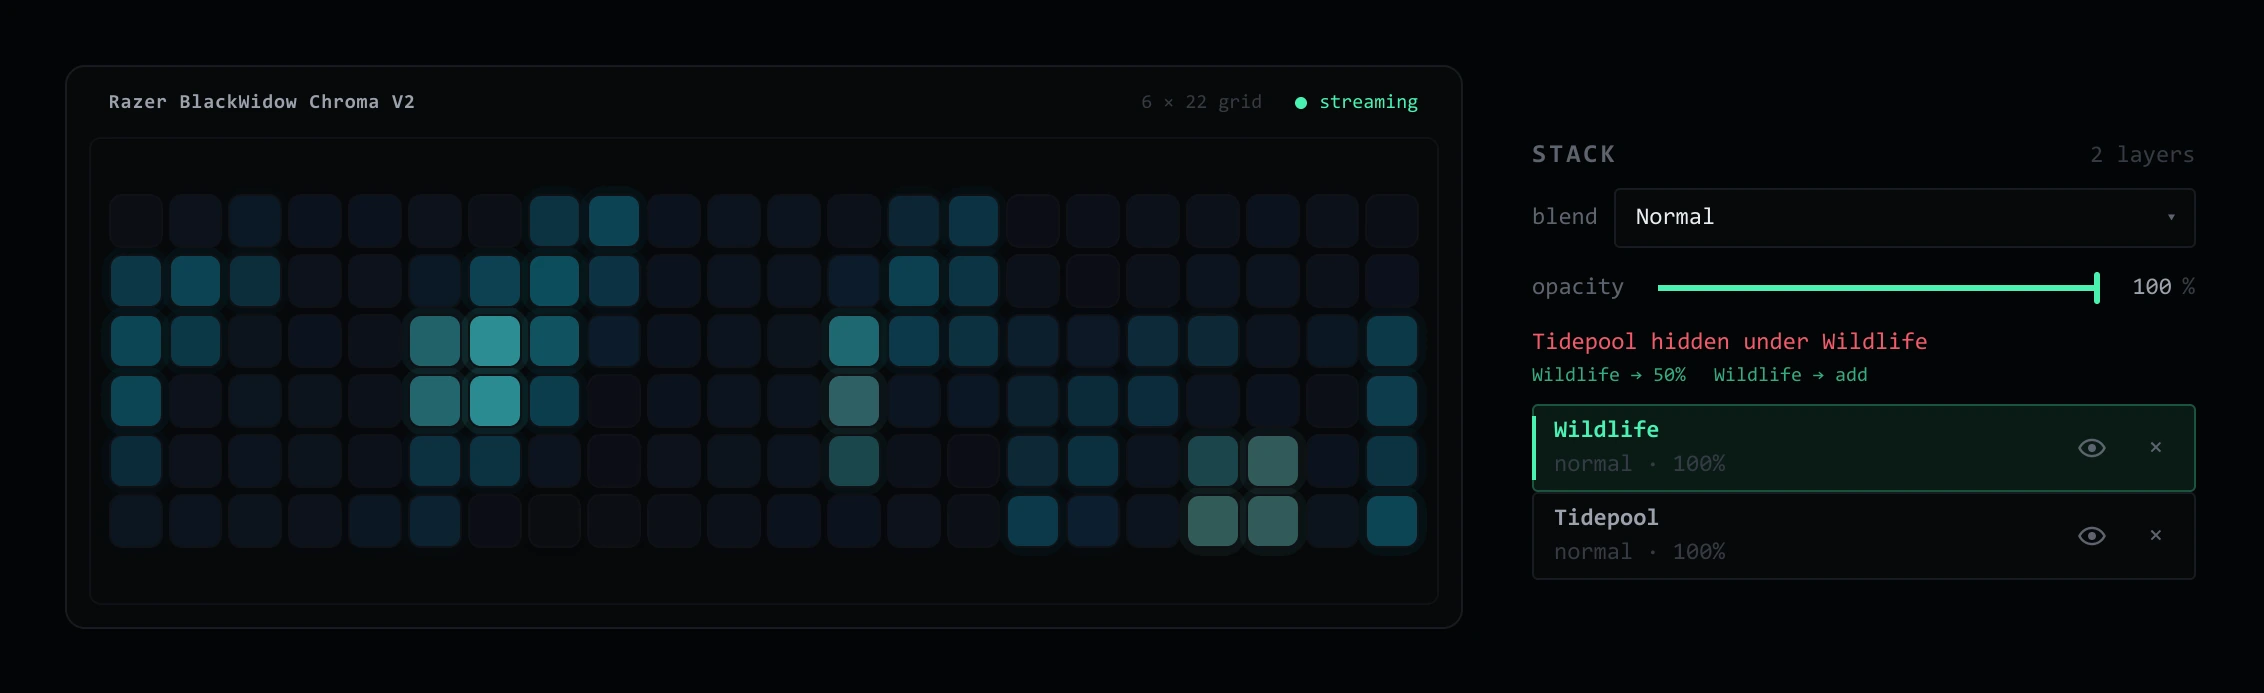 Razer BlackWidow Chroma V2
6 × 22 grid
streaming
STACK
2 layers
blend
Normal
opacity
100 %
Tidepool hidden under Wildlife
Wildlife → 50% Wildlife → add
Wildlife
normal · 100%
×
Tidepool
normal · 100%
×